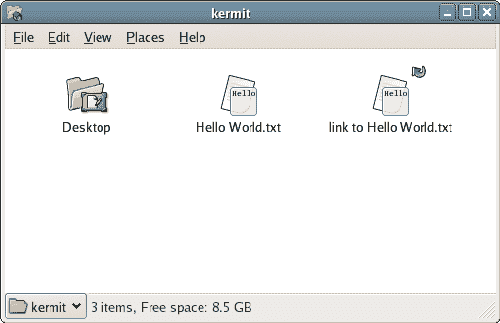 kermit
File Edit View Places Help
Hello Hello
Desktop Hello World.txt link to Hello World.txt
kermit 3 items, Free space: 8.5 GB